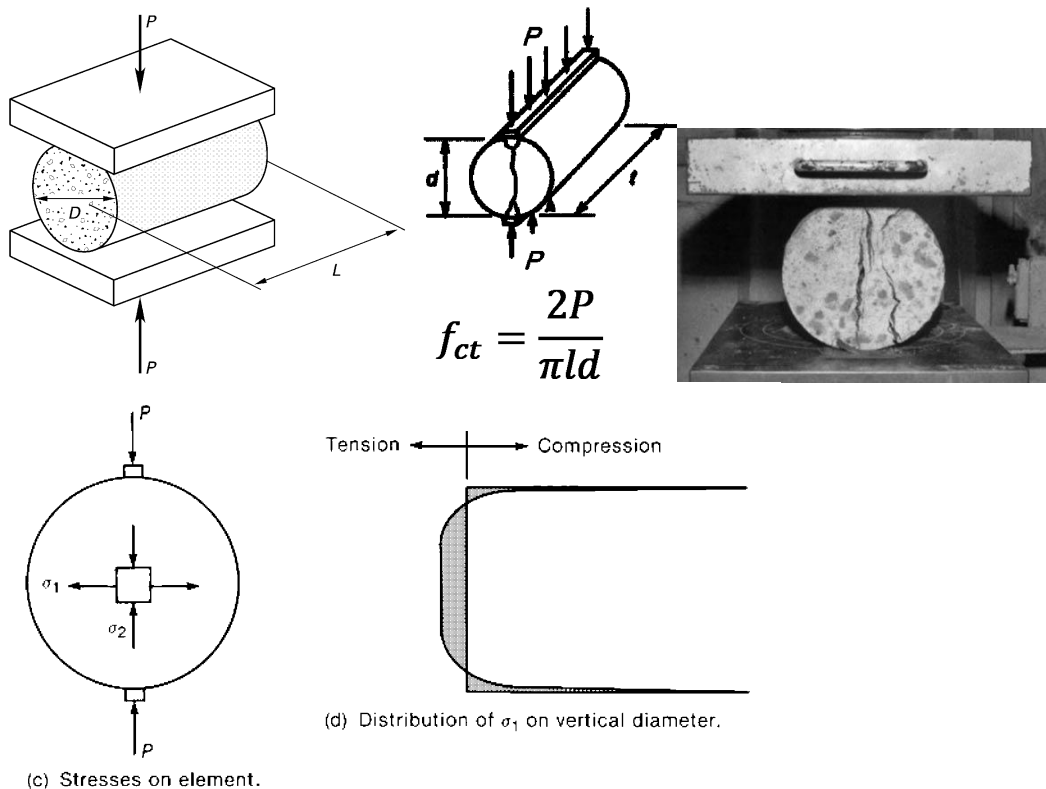 P
D
L
P
P
d
ℓ
P
f_ct = 2P / πld
P
σ1
σ2
P
(c) Stresses on element.
Tension Compression
(d) Distribution of σ1 on vertical diameter.